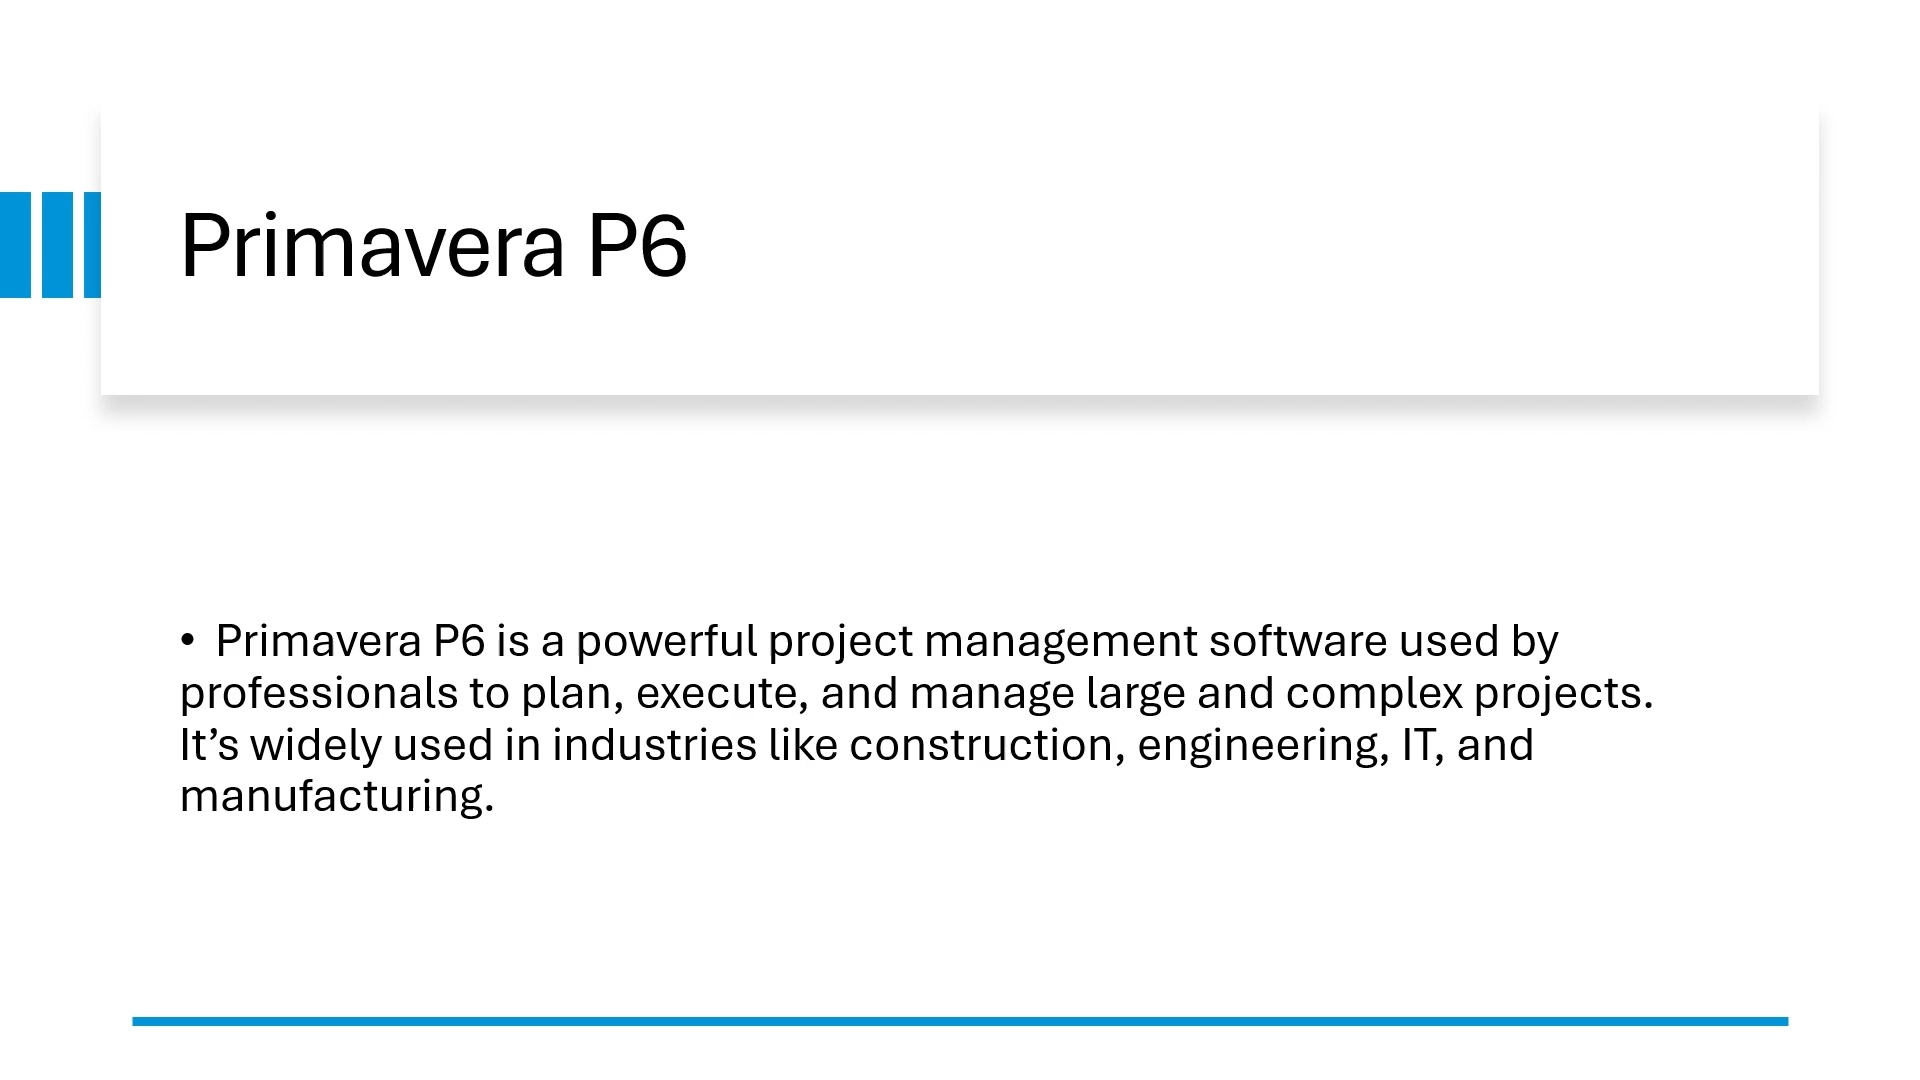 Primavera P6
• Primavera P6 is a powerful project management software used by
professionals to plan, execute, and manage large and complex projects.
It’s widely used in industries like construction, engineering, IT, and
manufacturing.